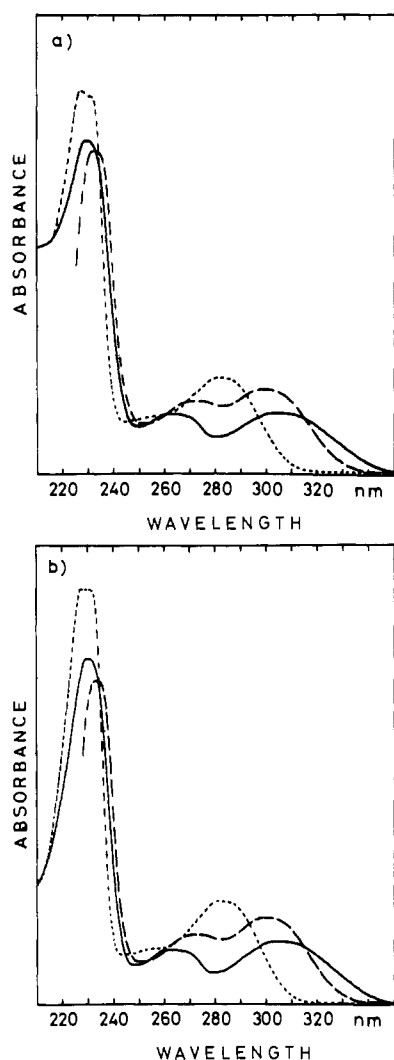 a)
ABSORBANCE
220 240 260 280 300 nm 320
WAVELENGTH
b)
ABSORBANCE
220 240 260 280 300 nm 320
WAVELENGTH